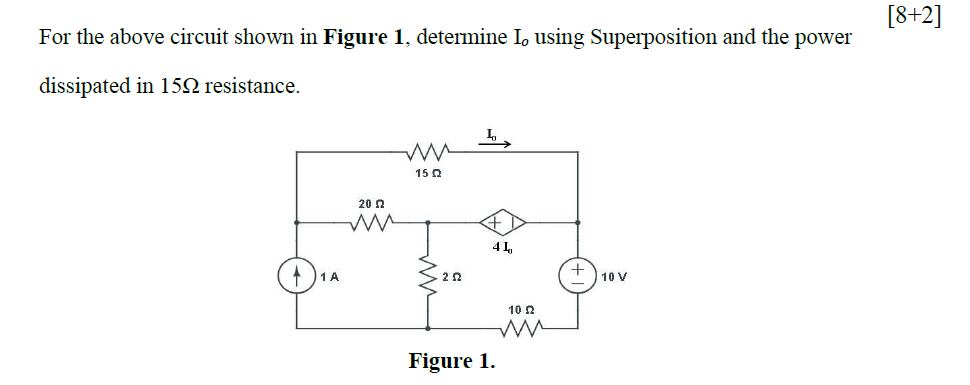 [8+2]
For the above circuit shown in Figure 1, determine Iₒ using Superposition and the power
dissipated in 15Ω resistance.
Iₒ
15 Ω
20 Ω
+
4 Iₒ
1 A
2 Ω
+
10 V
10 Ω
Figure 1.